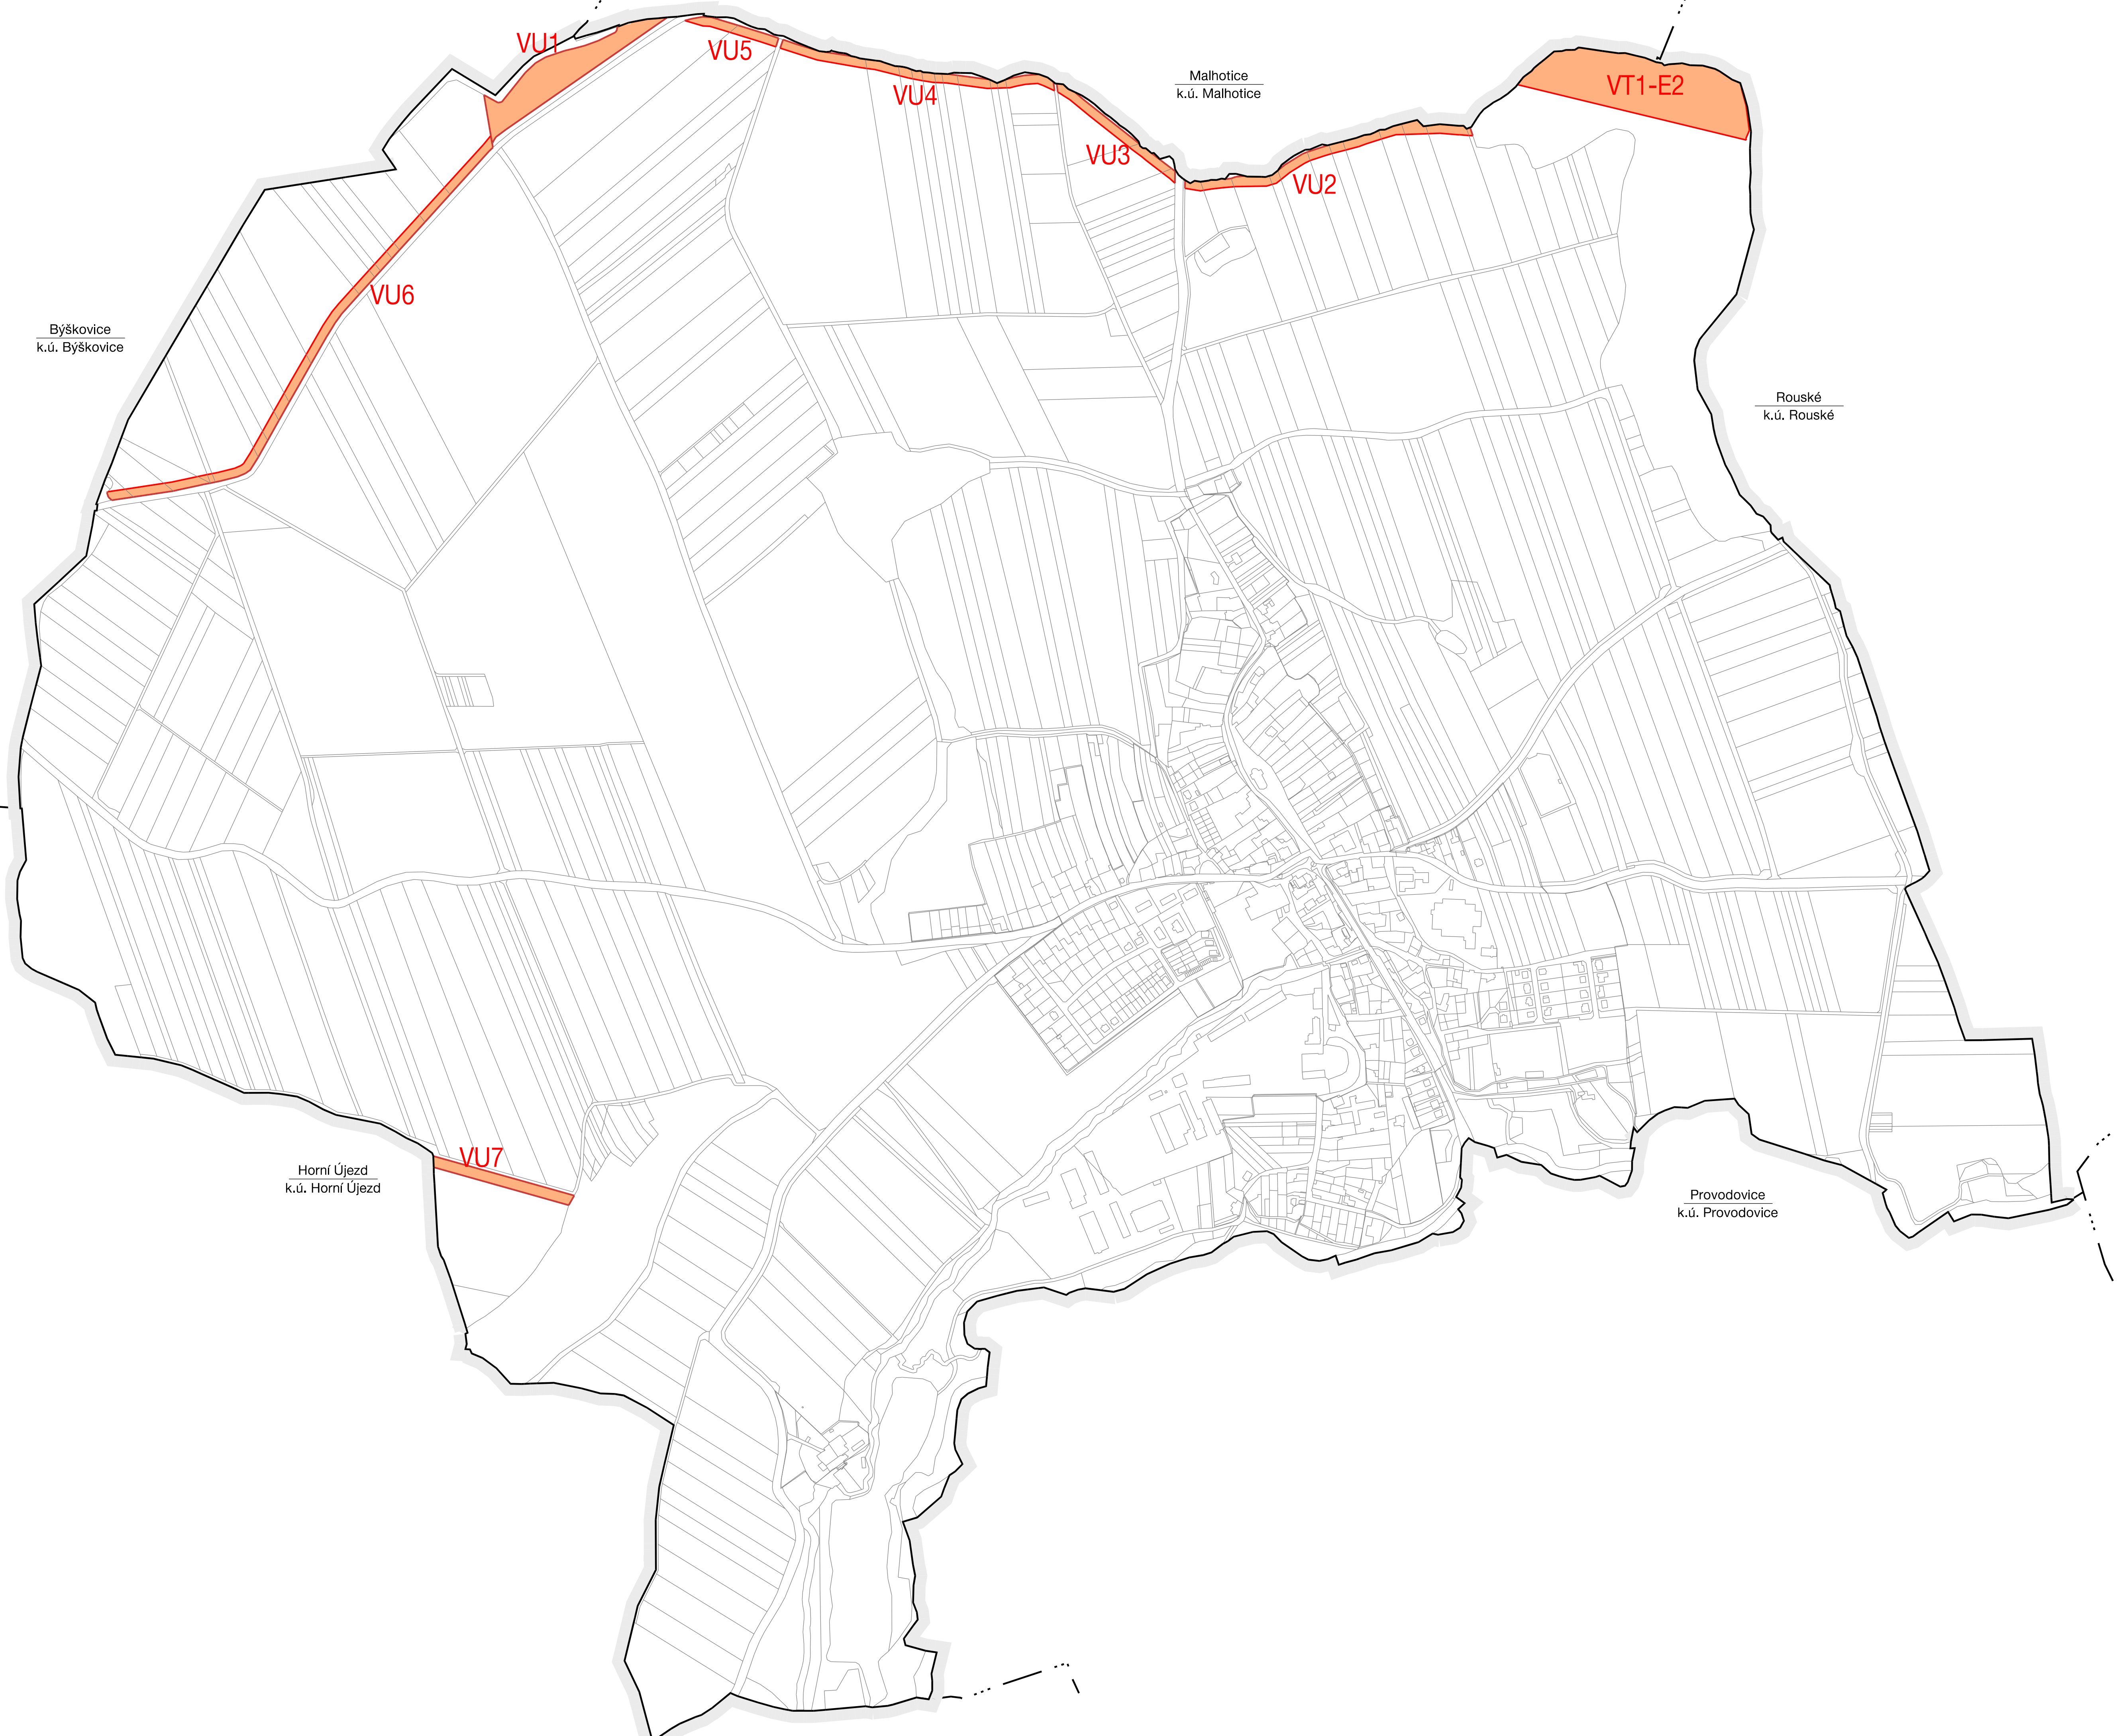 VU1
VU5
VU4
Malhotice
k.ú. Malhotice
VT1-E2
VU3
VU2
VU6
Býškovice
k.ú. Býškovice
Rouské
k.ú. Rouské
VU7
Horní Újezd
k.ú. Horní Újezd
Provodovice
k.ú. Provodovice